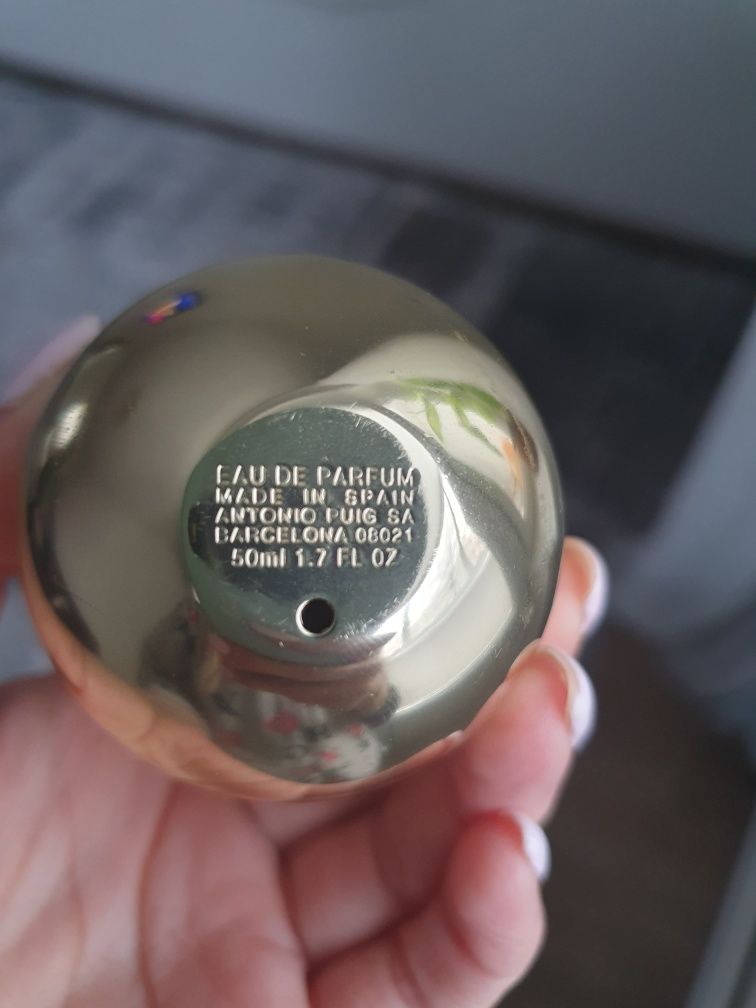 EAU DE PARFUM
MADE IN SPAIN
ANTONIO PUIG SA
BARCELONA 08021
50ml 1.7 FL OZ